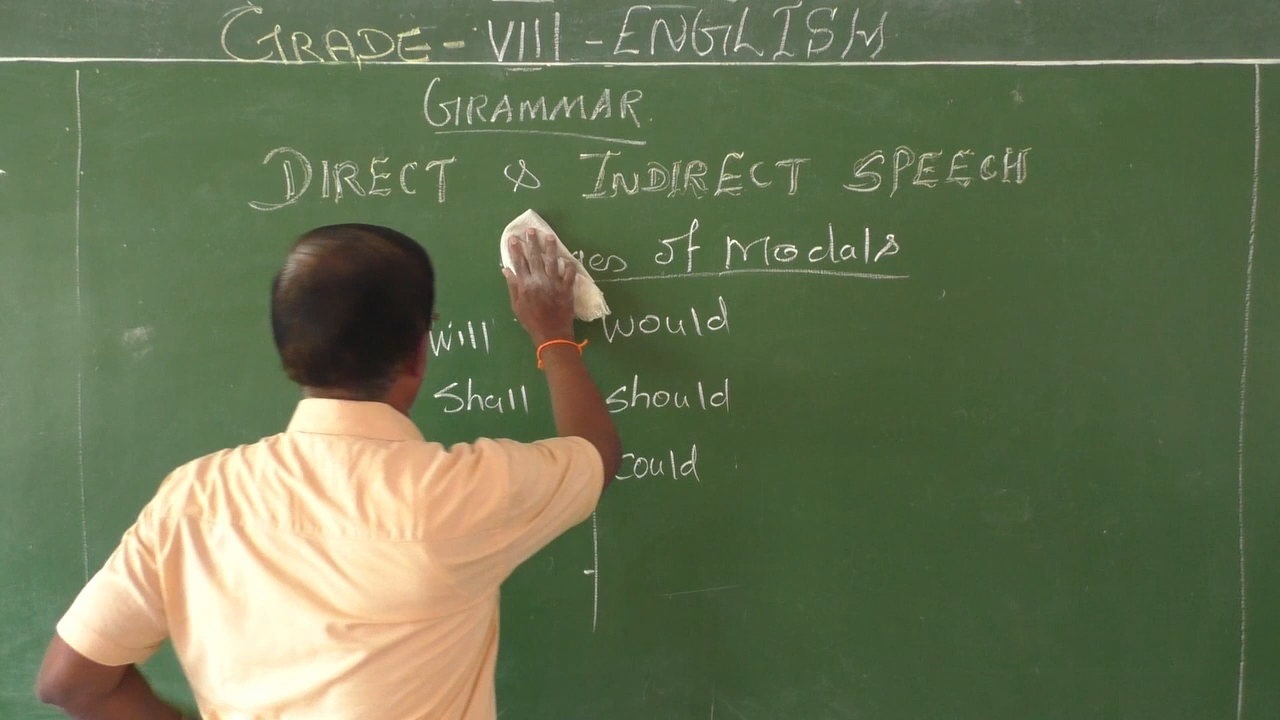 GRADE - VIII - ENGLISH
GRAMMAR
DIRECT & INDIRECT SPEECH
of Modals
Will would
Shall should
could